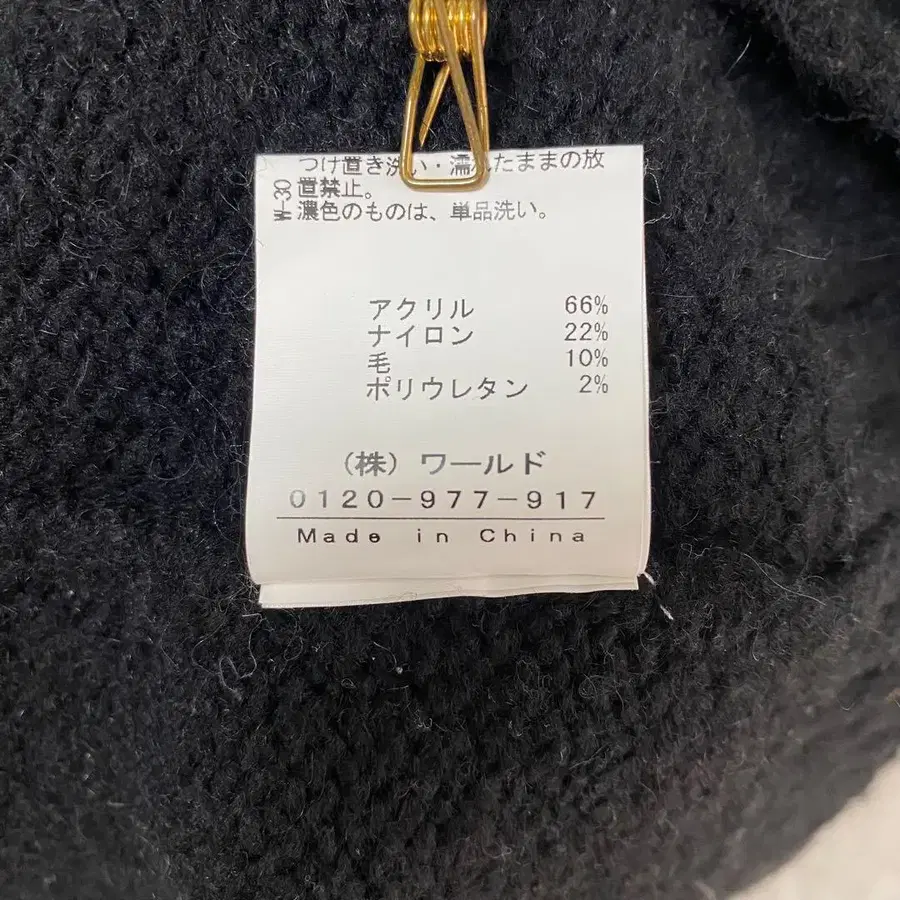 つけ置き洗い・濡れたままの放
置禁止。
濃色のものは、単品洗い。
W-30
アクリル 66%
ナイロン 22%
毛 10%
ポリウレタン 2%
(株) ワールド
0120-977-917
Made in China